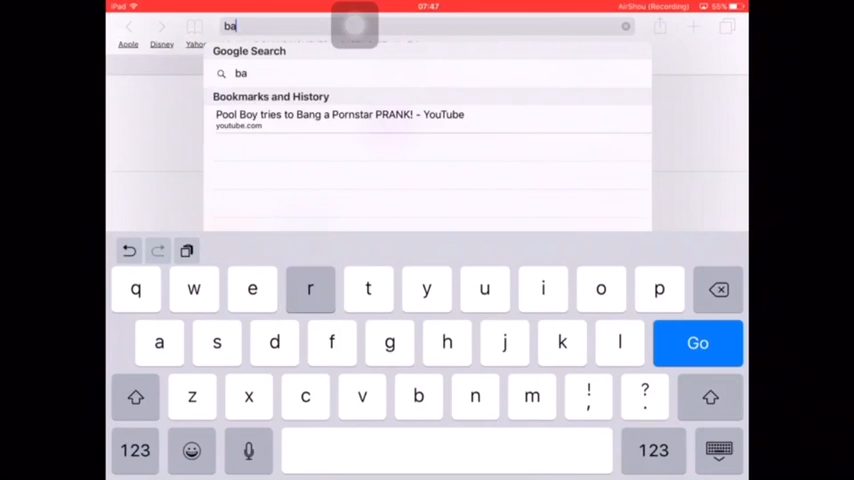 iPad 07:47 AirShou (Recording) 55%
ba
Apple Disney Yahoo
Google Search
ba
Bookmarks and History
Pool Boy tries to Bang a Pornstar PRANK! - YouTube
youtube.com
q w e r t y u i o p
a s d f g h j k l Go
z x c v b n m ! , ? .
123 123